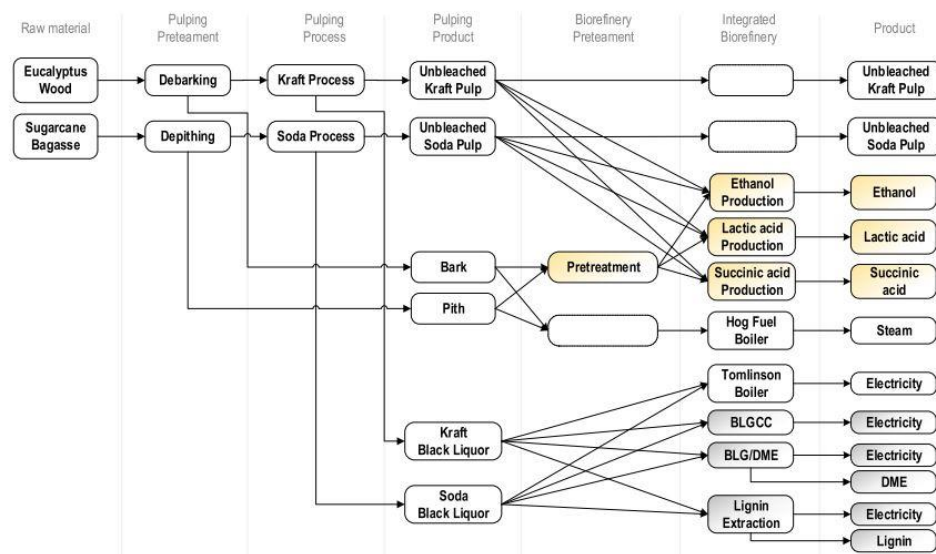 Raw material
Pulping
Preteament
Pulping
Process
Pulping
Product
Biorefinery
Preteament
Integrated
Biorefinery
Product
Eucalyptus
Wood
Debarking
Kraft Process
Unbleached
Kraft Pulp
Unbleached
Kraft Pulp
Sugarcane
Bagasse
Depithing
Soda Process
Unbleached
Soda Pulp
Unbleached
Soda Pulp
Ethanol
Production
Ethanol
Lactic acid
Production
Lactic acid
Bark
Pretreatment
Succinic acid
Production
Succinic
acid
Pith
Hog Fuel
Boiler
Steam
Tomlinson
Boiler
Electricity
Kraft
Black Liquor
BLGCC
Electricity
BLG/DME
Electricity
DME
Soda
Black Liquor
Lignin
Extraction
Electricity
Lignin